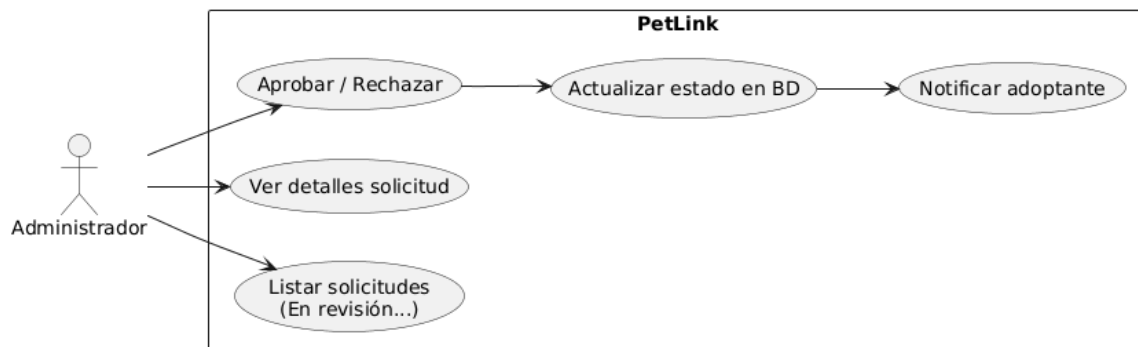 PetLink
Aprobar / Rechazar
Actualizar estado en BD
Notificar adoptante
Ver detalles solicitud
Administrador
Listar solicitudes
(En revisión...)